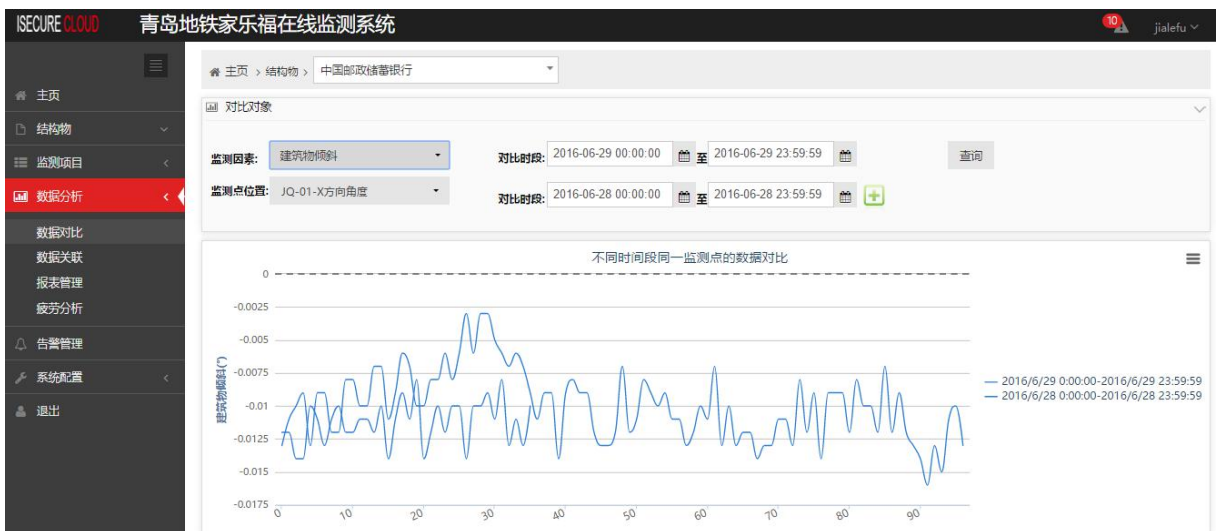 ISECURE CLOUD 青岛地铁家乐福在线监测系统 10 jialefu
主页 > 结构物 > 中国邮政储蓄银行
主页
结构物
监测项目
数据分析
数据对比
数据关联
报表管理
疲劳分析
告警管理
系统配置
退出
对比对象
监测因素: 建筑物倾斜 对比时段: 2016-06-29 00:00:00 至 2016-06-29 23:59:59 查询
监测点位置: JQ-01-X方向角度 对比时段: 2016-06-28 00:00:00 至 2016-06-28 23:59:59
不同时间段同一监测点的数据对比
建筑物倾斜(°)
0
-0.0025
-0.005
-0.0075
-0.01
-0.0125
-0.015
-0.0175
0 10 20 30 40 50 60 70 80 90
2016/6/29 0:00:00-2016/6/29 23:59:59
2016/6/28 0:00:00-2016/6/28 23:59:59